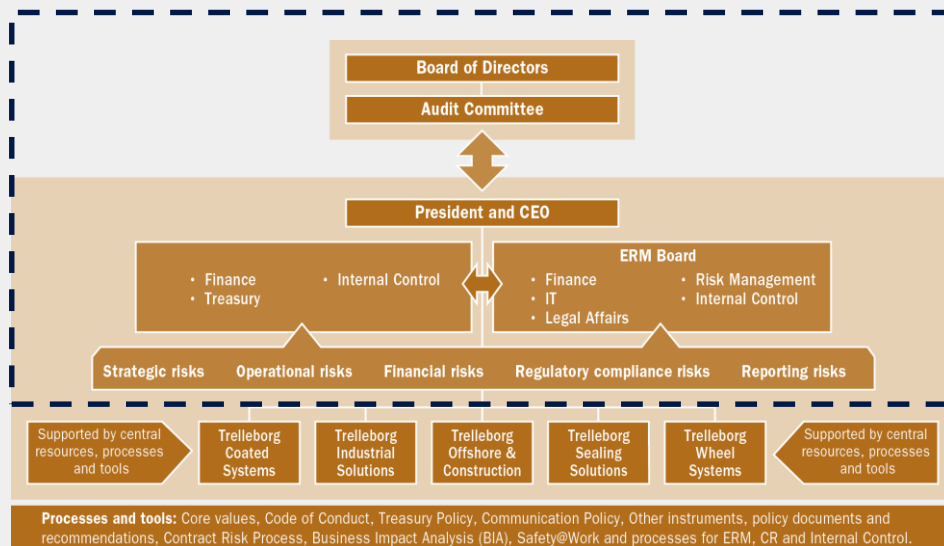 Board of Directors
Audit Committee
President and CEO
• Finance
• Treasury
• Internal Control
ERM Board
• Finance
• IT
• Legal Affairs
• Risk Management
• Internal Control
Strategic risks Operational risks Financial risks Regulatory compliance risks Reporting risks
Supported by central
resources, processes
and tools
Trelleborg
Coated
Systems
Trelleborg
Industrial
Solutions
Trelleborg
Offshore &
Construction
Trelleborg
Sealing
Solutions
Trelleborg
Wheel
Systems
Supported by central
resources, processes
and tools
Processes and tools: Core values, Code of Conduct, Treasury Policy, Communication Policy, Other instruments, policy documents and
recommendations, Contract Risk Process, Business Impact Analysis (BIA), Safety@Work and processes for ERM, CR and Internal Control.